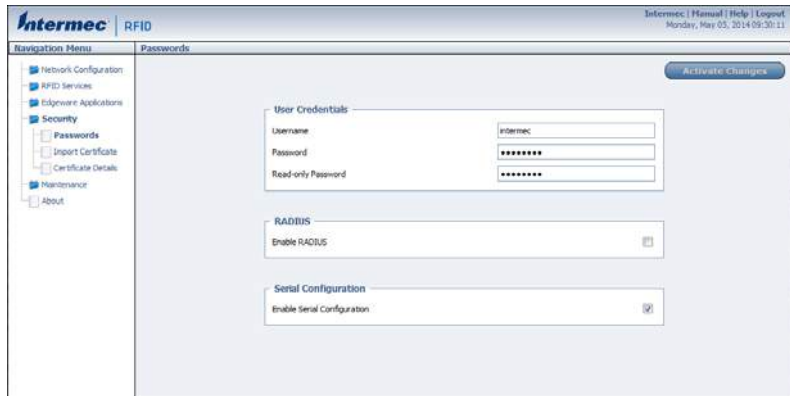 Intermec | RFID
Intermec | Manual | Help | Logout
Monday, May 05, 2014 09:30:11
Navigation Menu
Passwords
Network Configuration
RFID Services
Edgeware Applications
Security
Passwords
Import Certificate
Certificate Details
Maintenance
About
Activate Changes
User Credentials
Username
intermec
Password
••••••••
Read-only Password
••••••••
RADIUS
Enable RADIUS
Serial Configuration
Enable Serial Configuration